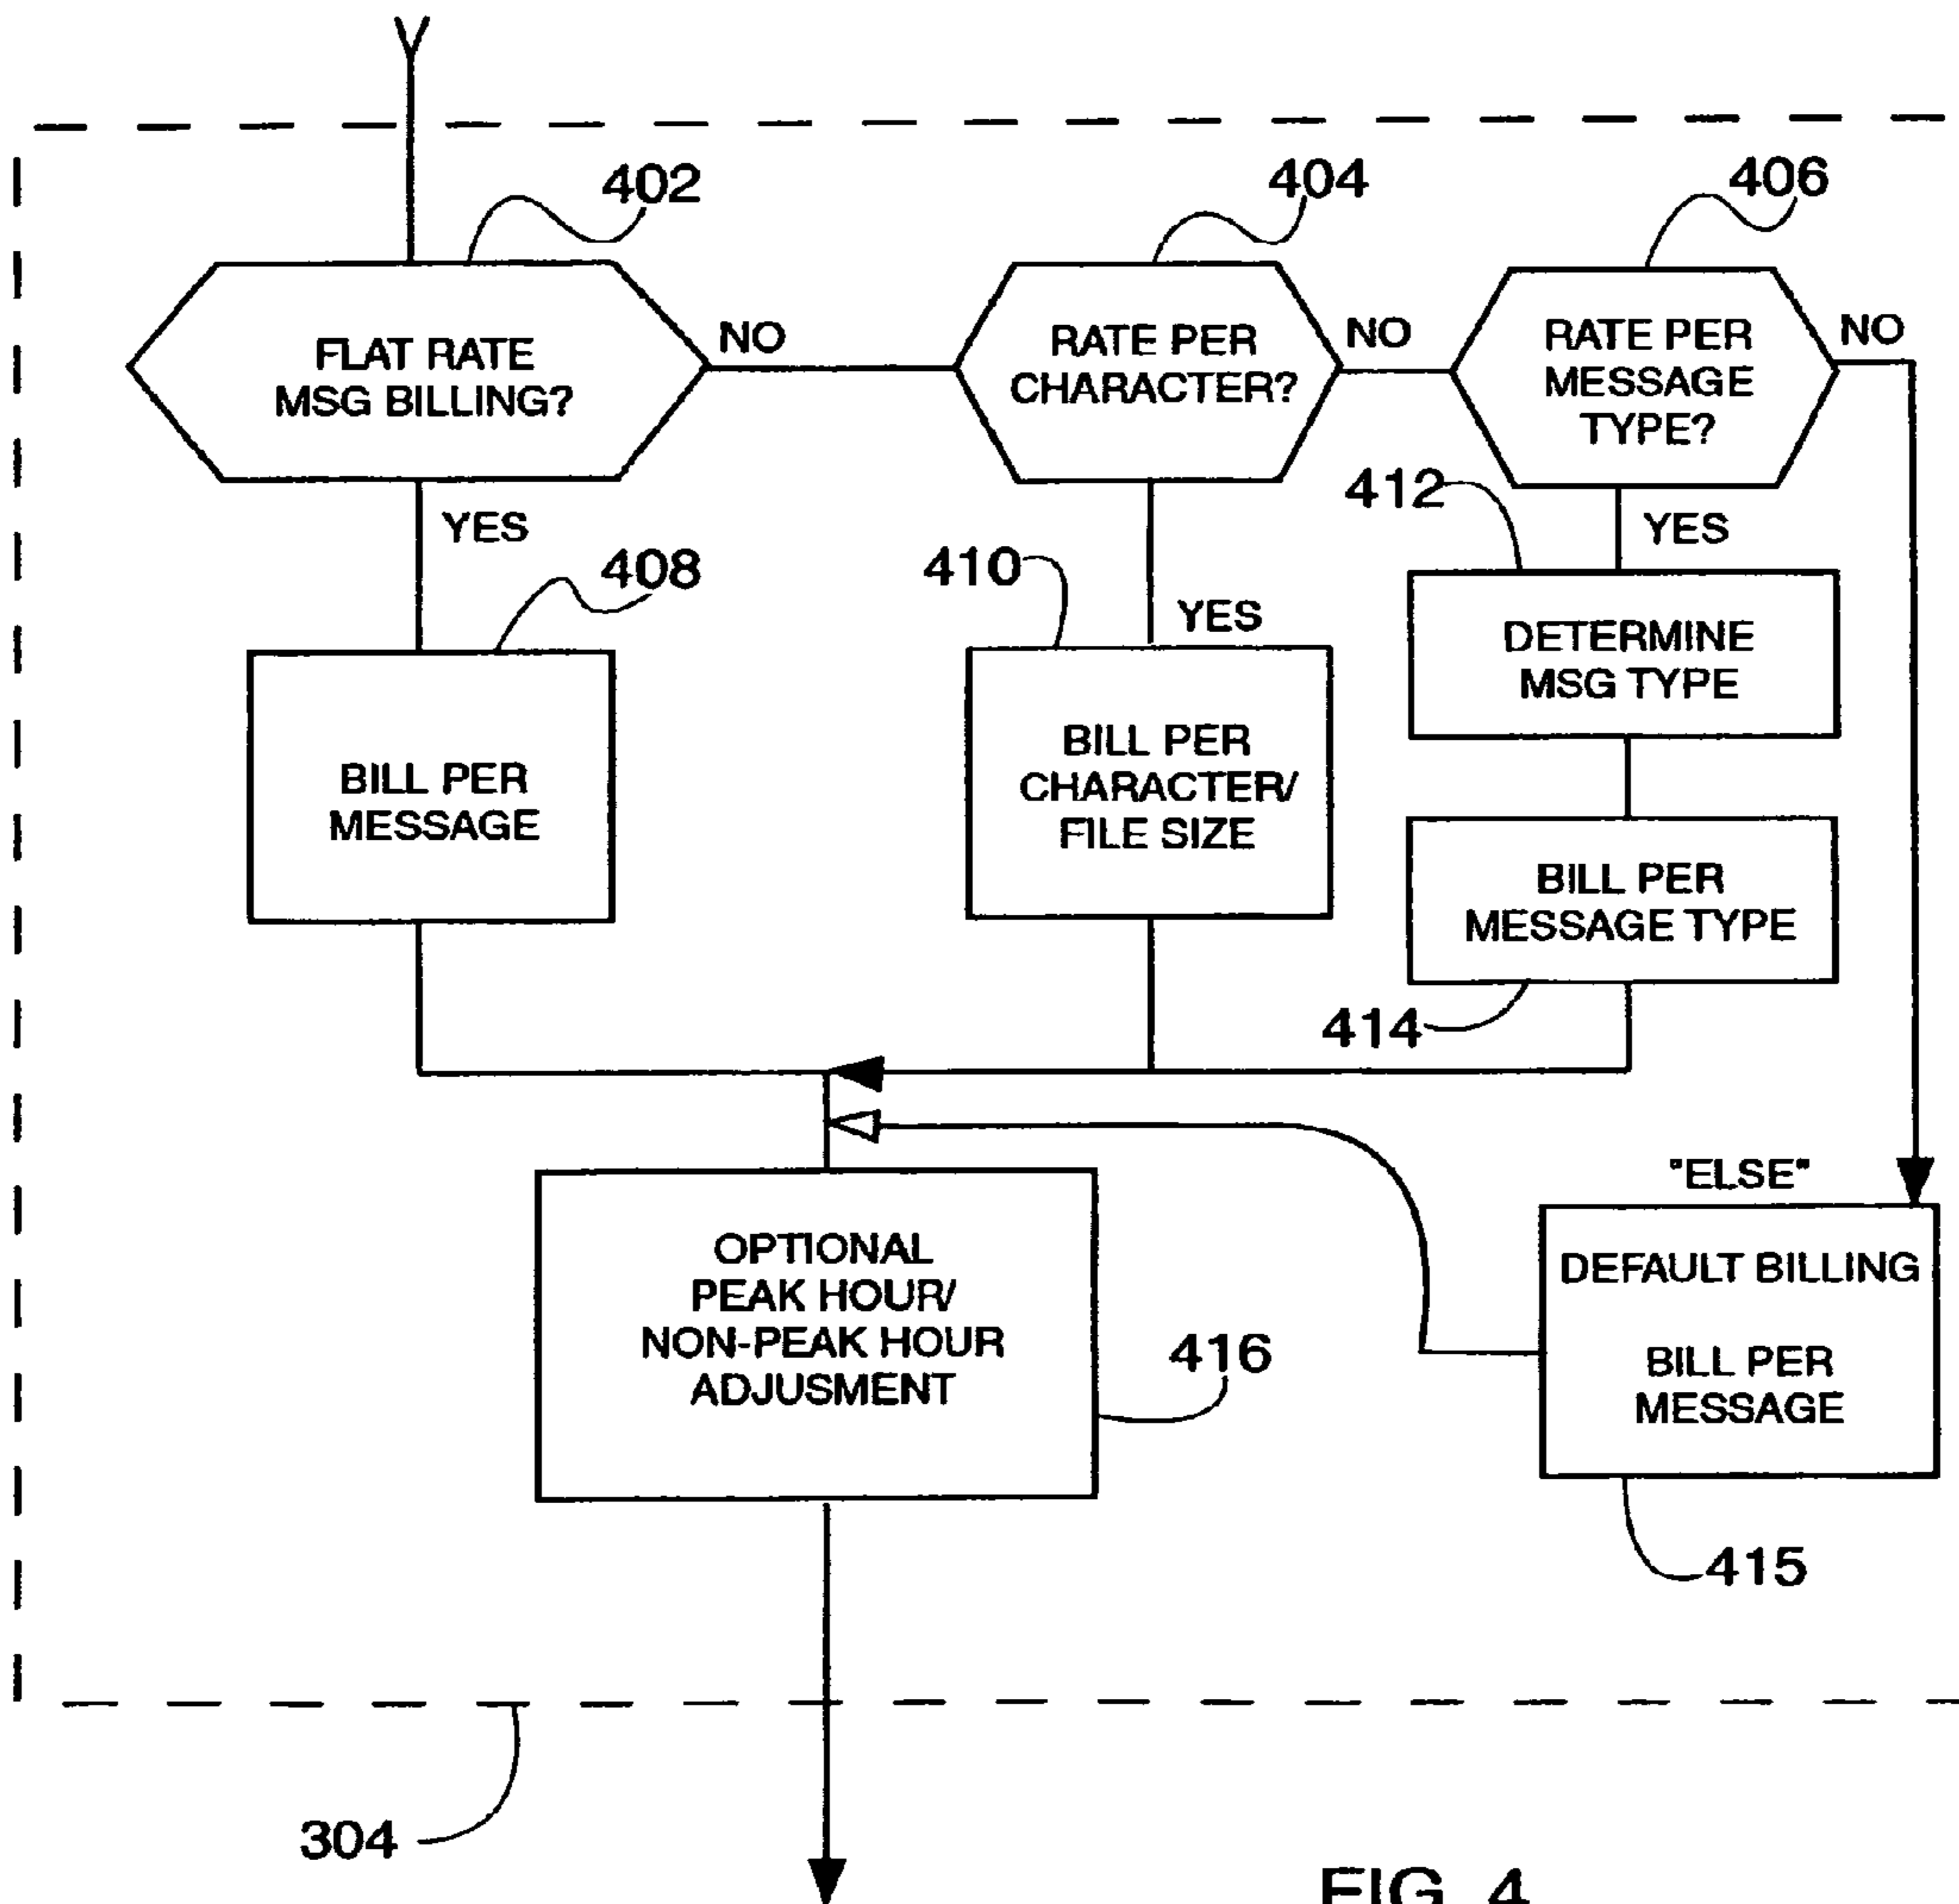 402
404
406
FLAT RATE
MSG BILLING?
NO
RATE PER
CHARACTER?
NO
RATE PER
MESSAGE
TYPE?
NO
YES
408
BILL PER
MESSAGE
410
YES
BILL PER
CHARACTER/
FILE SIZE
412
YES
DETERMINE
MSG TYPE
BILL PER
MESSAGE TYPE
414
"ELSE"
DEFAULT BILLING
BILL PER
MESSAGE
415
OPTIONAL
PEAK HOUR/
NON-PEAK HOUR
ADJUSMENT
416
304
FIG. 4